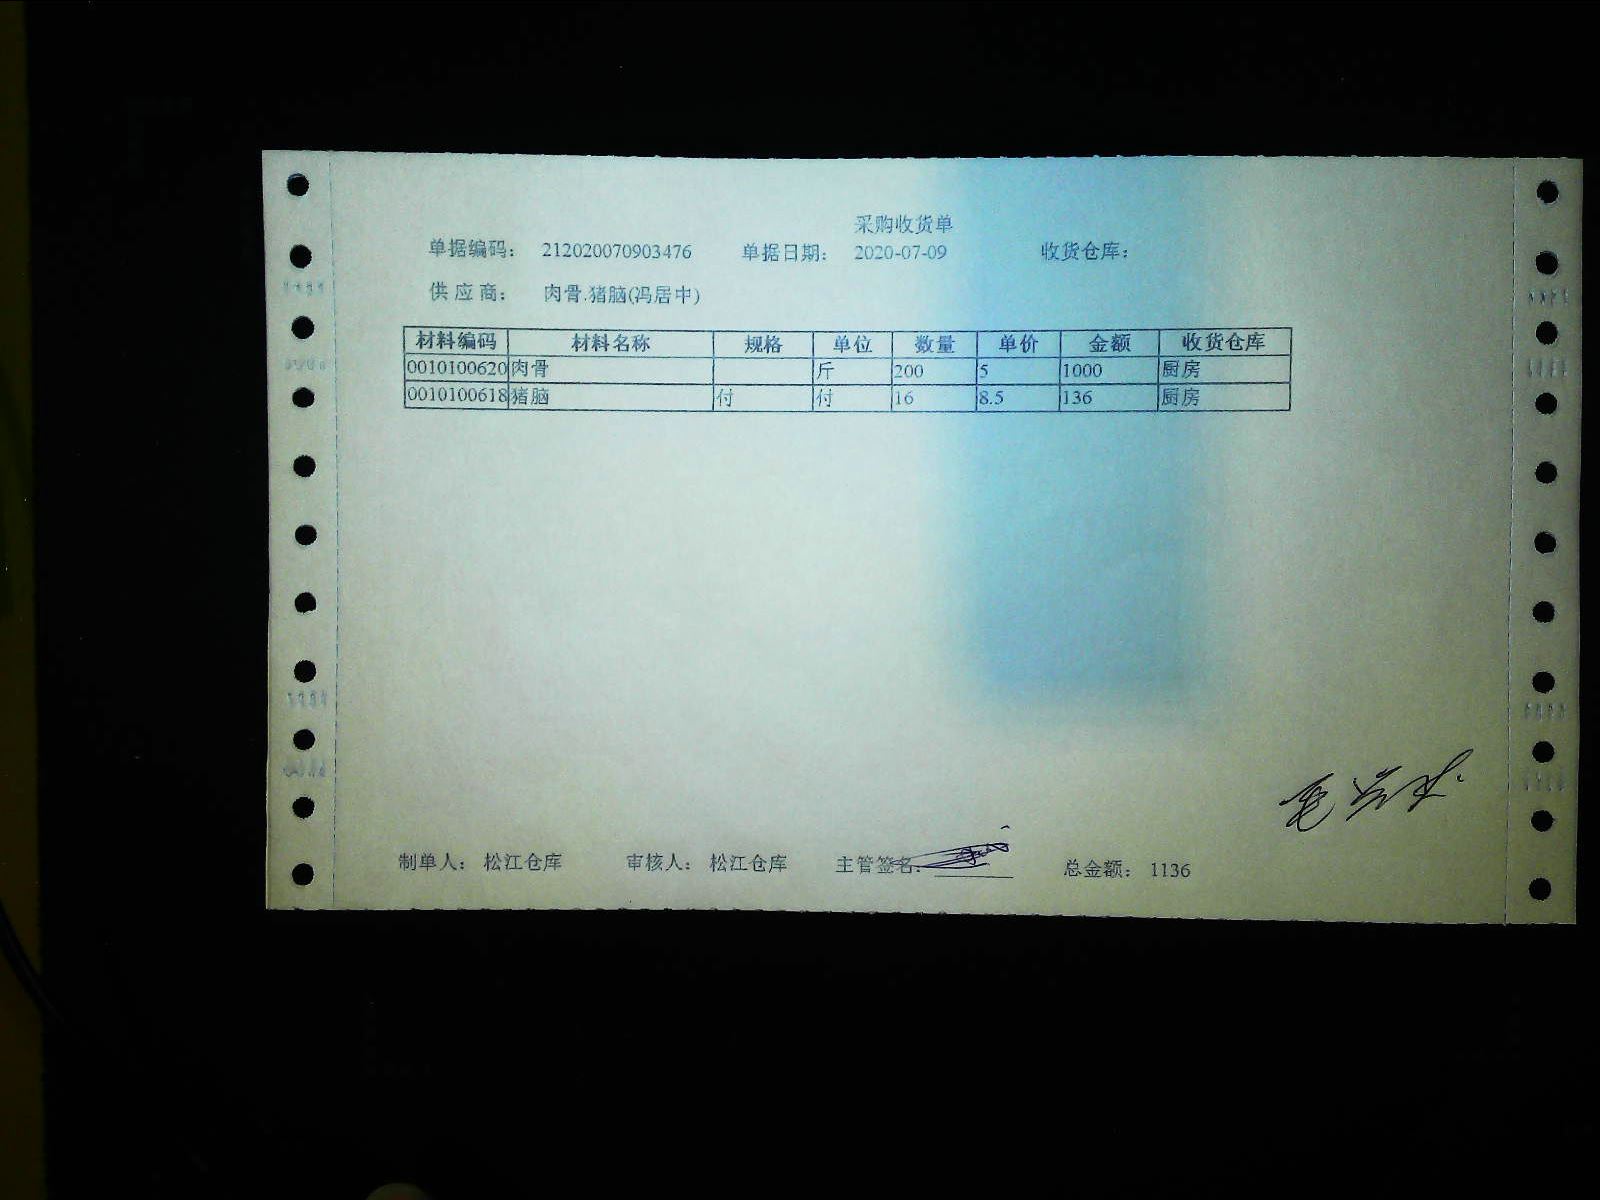 采购收货单
单据编码： 212020070903476 单据日期： 2020-07-09 收货仓库：
供应商： 肉骨.猪脑(冯居中)
材料编码 材料名称 规格 单位 数量 单价 金额 收货仓库
0010100620 肉骨 斤 200 5 1000 厨房
0010100618 猪脑 付 付 16 8.5 136 厨房
制单人： 松江仓库 审核人： 松江仓库 主管签名： 总金额： 1136